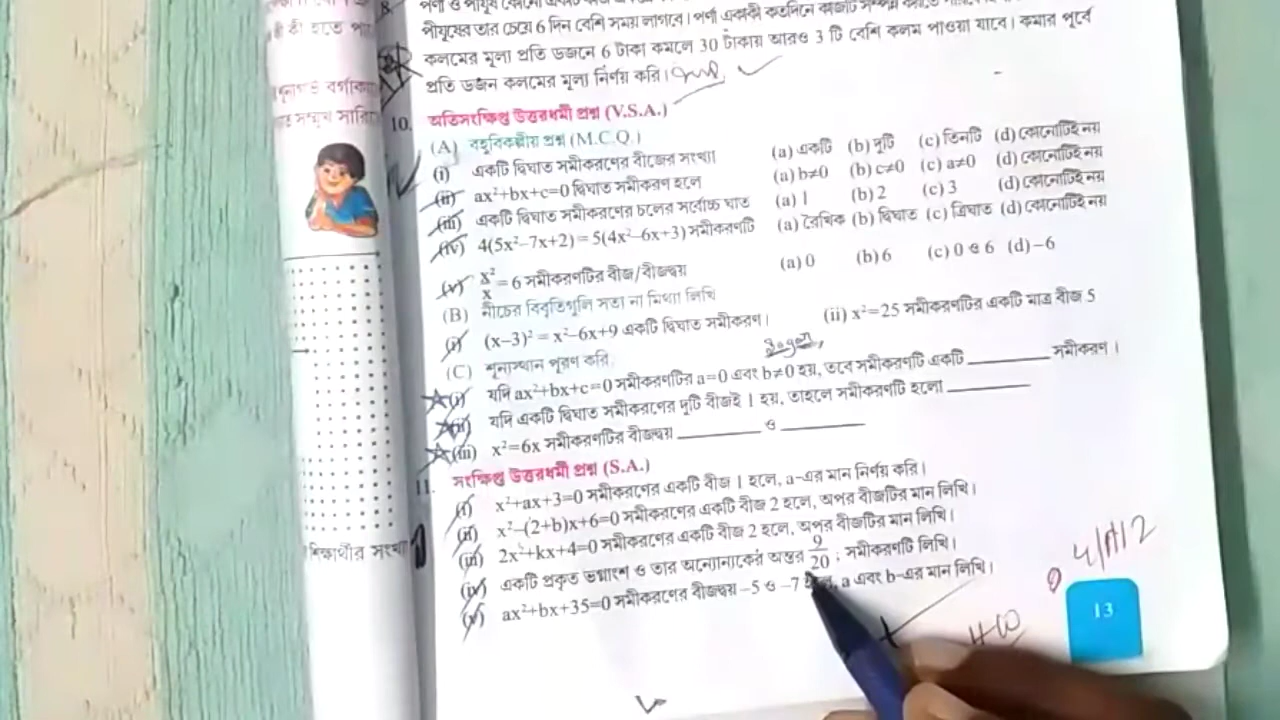 8. পর্ণা ও পীযূষ কোনো একটি কাজ
পীযূষের তার চেয়ে 6 দিন বেশি সময় লাগবে। পর্ণা একাকী কতদিনে কাজটি সম্পন্ন করতে
কলমের মূল্য প্রতি ডজনে 6 টাকা কমলে 30 টাকায় আরও 3 টি বেশি কলম পাওয়া যাবে। কমার পূর্বে
প্রতি ডজন কলমের মূল্য নির্ণয় করি।
10. অতিসংক্ষিপ্ত উত্তরধর্মী প্রশ্ন (V.S.A.)
(A) বহুবিকল্পীয় প্রশ্ন (M.C.Q.)
(i) একটি দ্বিঘাত সমীকরণের বীজের সংখ্যা (a) একটি (b) দুটি (c) তিনটি (d) কোনোটিই নয়
(ii) ax²+bx+c=0 দ্বিঘাত সমীকরণ হলে (a) b≠0 (b) c≠0 (c) a≠0 (d) কোনোটিই নয়
(iii) একটি দ্বিঘাত সমীকরণের চলের সর্বোচ্চ ঘাত (a) 1 (b) 2 (c) 3 (d) কোনোটিই নয়
(iv) 4(5x²–7x+2) = 5(4x²–6x+3) সমীকরণটি (a) রৈখিক (b) দ্বিঘাত (c) ত্রিঘাত (d) কোনোটিই নয়
(v) x²/x = 6 সমীকরণটির বীজ/বীজদ্বয় (a) 0 (b) 6 (c) 0 ও 6 (d) –6
(B) নীচের বিবৃতিগুলি সত্য না মিথ্যা লিখি
(i) (x–3)² = x²–6x+9 একটি দ্বিঘাত সমীকরণ। (ii) x²=25 সমীকরণটির একটি মাত্র বীজ 5
(C) শূন্যস্থান পূরণ করি
(i) যদি ax²+bx+c=0 সমীকরণটির a=0 এবং b≠0 হয়, তবে সমীকরণটি একটি ________ সমীকরণ।
(ii) যদি একটি দ্বিঘাত সমীকরণের দুটি বীজই 1 হয়, তাহলে সমীকরণটি হলো ________
(iii) x²=6x সমীকরণটির বীজদ্বয় ________ ও ________
11. সংক্ষিপ্ত উত্তরধর্মী প্রশ্ন (S.A.)
(i) x²+ax+3=0 সমীকরণের একটি বীজ 1 হলে, a-এর মান নির্ণয় করি।
(ii) x²–(2+b)x+6=0 সমীকরণের একটি বীজ 2 হলে, অপর বীজটির মান লিখি।
(iii) 2x²+kx+4=0 সমীকরণের একটি বীজ 2 হলে, অপর বীজটির মান লিখি।
(iv) একটি প্রকৃত ভগ্নাংশ ও তার অন্যোন্যকের অন্তর 9/20 ; সমীকরণটি লিখি।
(v) ax²+bx+35=0 সমীকরণের বীজদ্বয় –5 ও –7 a এবং b-এর মান লিখি।
শিক্ষার্থীর সংখ্যা
13